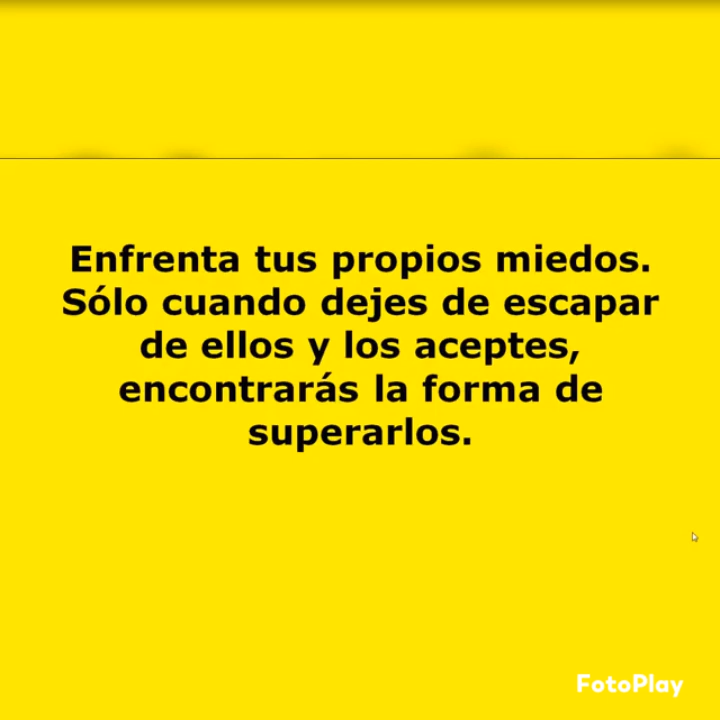 Enfrenta tus propios miedos.
Sólo cuando dejes de escapar
de ellos y los aceptes,
encontrarás la forma de
superarlos.
FotoPlay